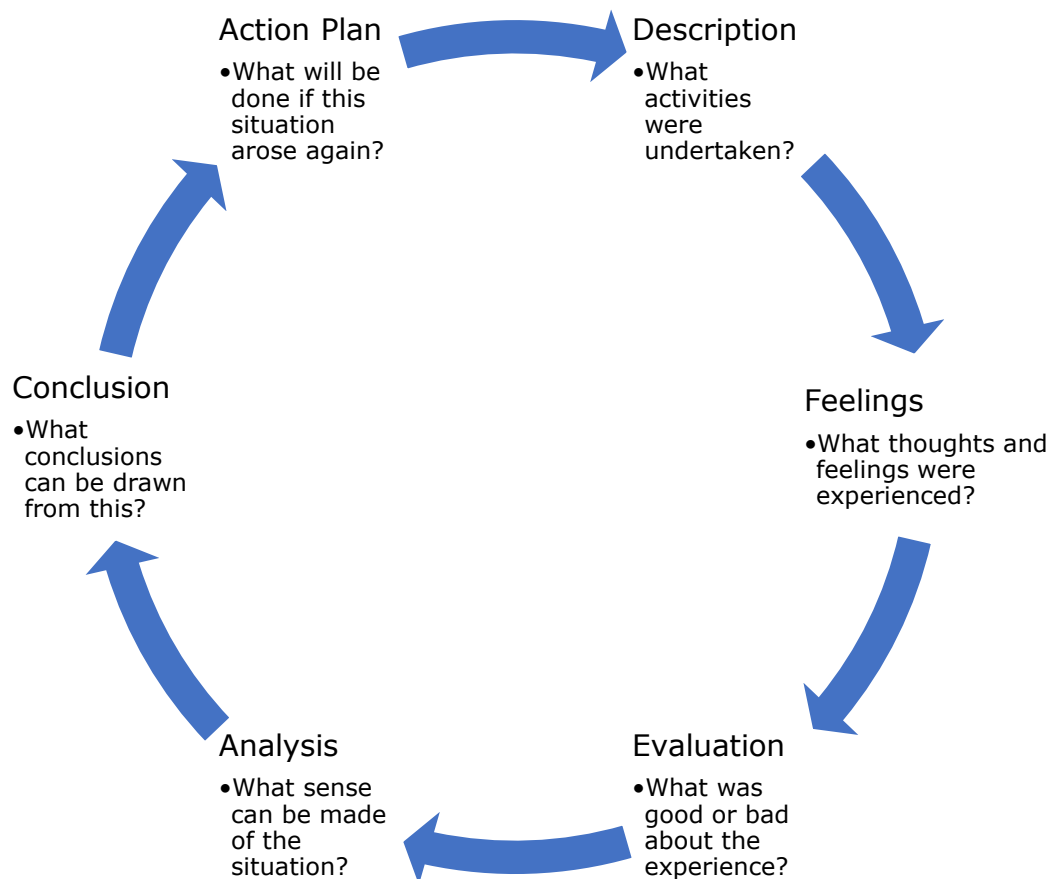 Action Plan
•What will be
done if this
situation
arose again?
Description
•What
activities
were
undertaken?
Feelings
•What thoughts and
feelings were
experienced?
Evaluation
•What was
good or bad
about the
experience?
Analysis
•What sense
can be made
of the
situation?
Conclusion
•What
conclusions
can be drawn
from this?